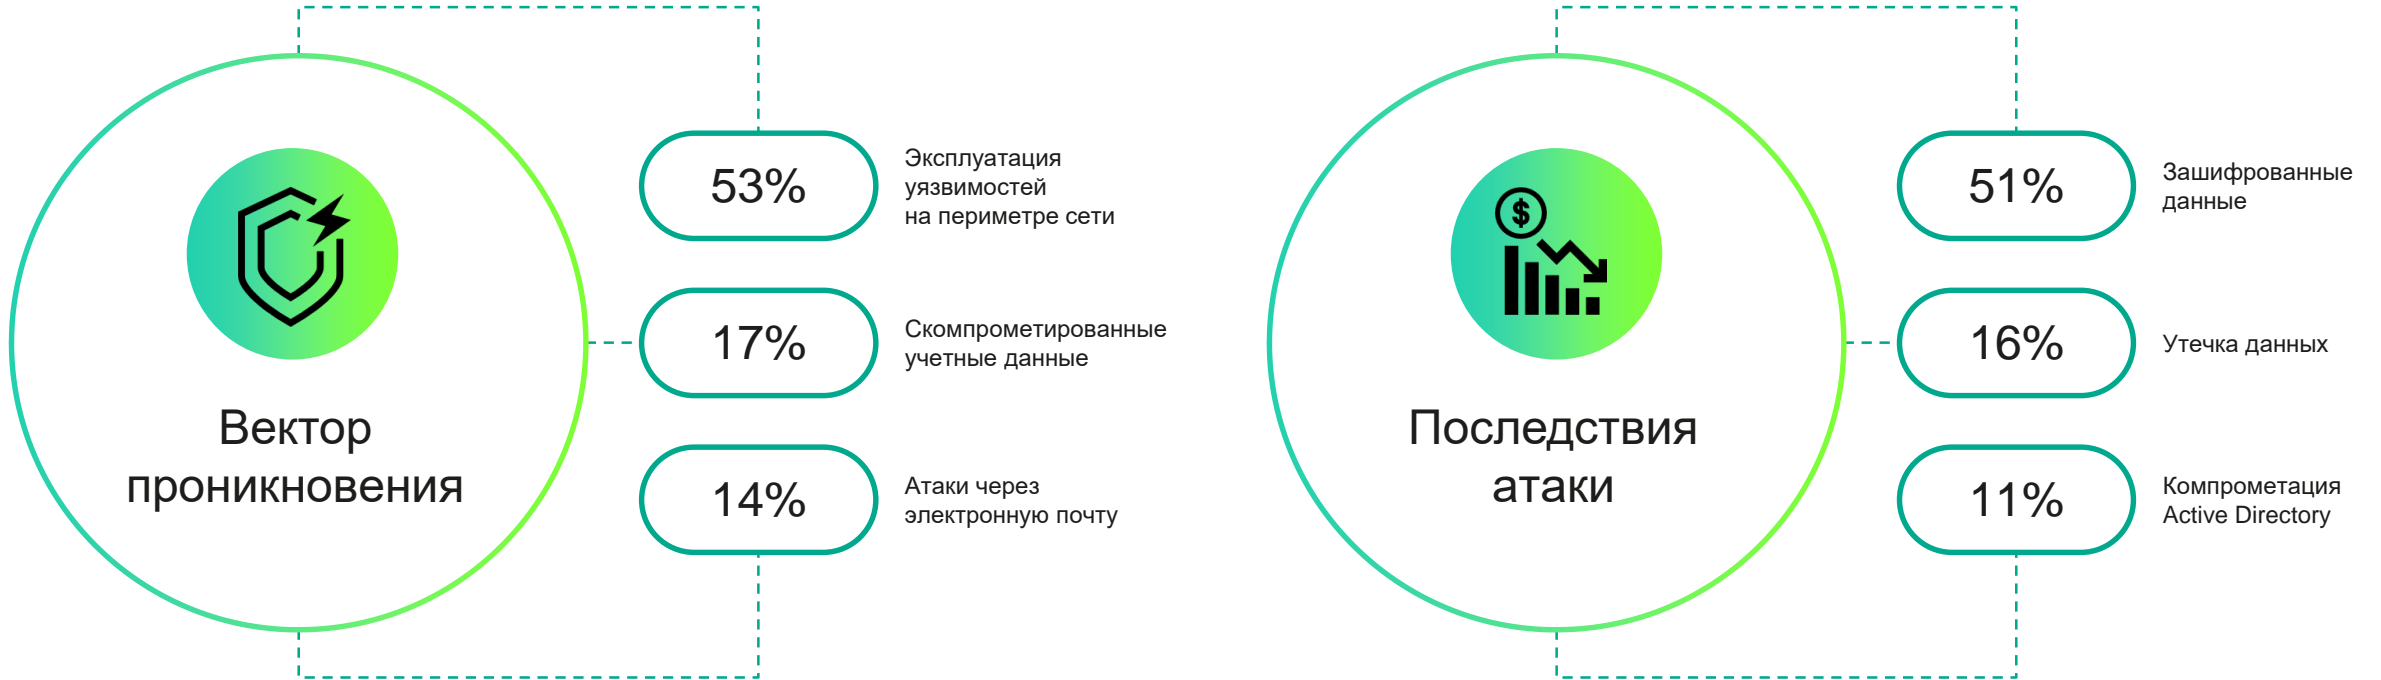 Вектор
проникновения
53%
Эксплуатация
уязвимостей
на периметре сети
17%
Скомпрометированные
учетные данные
14%
Атаки через
электронную почту
$
Последствия
атаки
51%
Зашифрованные
данные
16%
Утечка данных
11%
Компрометация
Active Directory